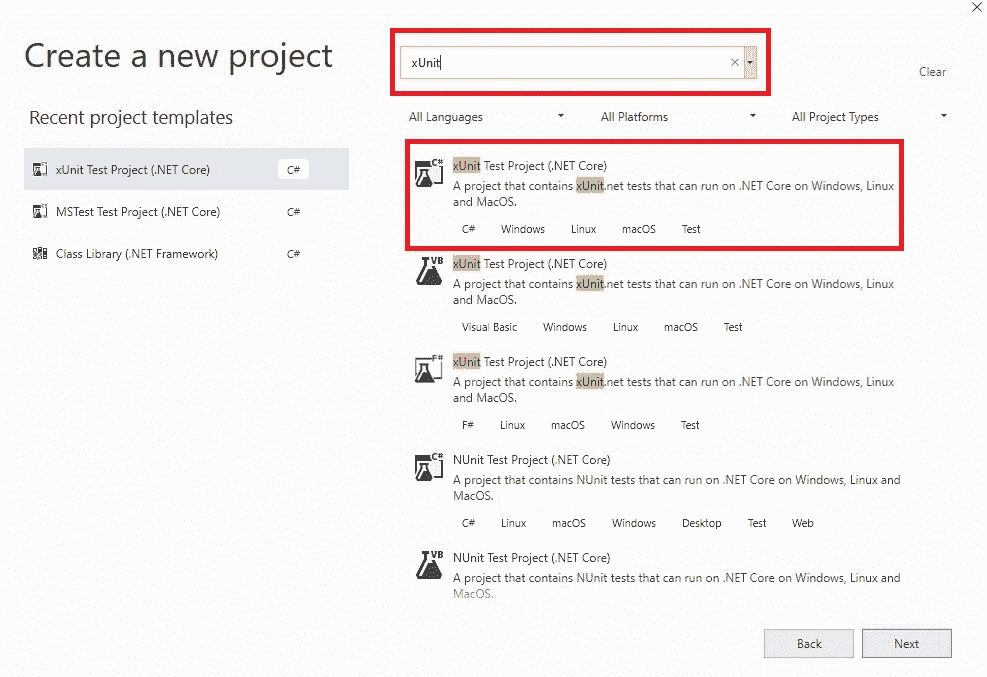 Create a new project
xUnit
Clear
Recent project templates
All Languages
All Platforms
All Project Types
xUnit Test Project (.NET Core)
C#
MSTest Test Project (.NET Core)
C#
Class Library (.NET Framework)
C#
C#
xUnit Test Project (.NET Core)
A project that contains xUnit.net tests that can run on .NET Core on Windows, Linux
and MacOS.
C# Windows Linux macOS Test
VB
xUnit Test Project (.NET Core)
A project that contains xUnit.net tests that can run on .NET Core on Windows, Linux
and MacOS.
Visual Basic Windows Linux macOS Test
F#
xUnit Test Project (.NET Core)
A project that contains xUnit.net tests that can run on .NET Core on Windows, Linux
and MacOS.
F# Linux macOS Windows Test
C#
NUnit Test Project (.NET Core)
A project that contains NUnit tests that can run on .NET Core on Windows, Linux and
MacOS.
C# Linux macOS Windows Desktop Test Web
VB
NUnit Test Project (.NET Core)
A project that contains NUnit tests that can run on .NET Core on Windows, Linux and
MacOS.
Back
Next